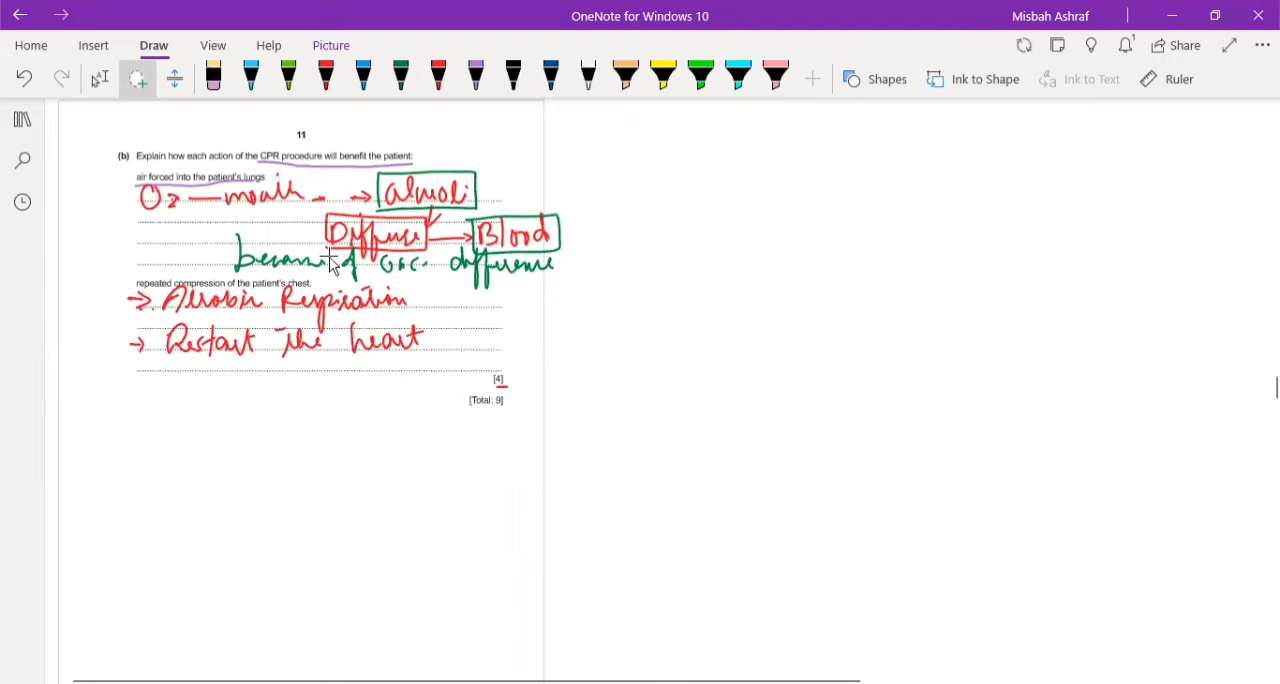 OneNote for Windows 10
Misbah Ashraf
Home Insert Draw View Help Picture
Share
Shapes Ink to Shape Ink to Text Ruler
11
(b) Explain how each action of the CPR procedure will benefit the patient:
air forced into the patient's lungs
O2 — mouth → alvoli
Diffuse → Blood
because of Conc. difference
repeated compression of the patient's chest.
→ Aerobic Respiration
→ Restart The heart
[4]
[Total: 9]